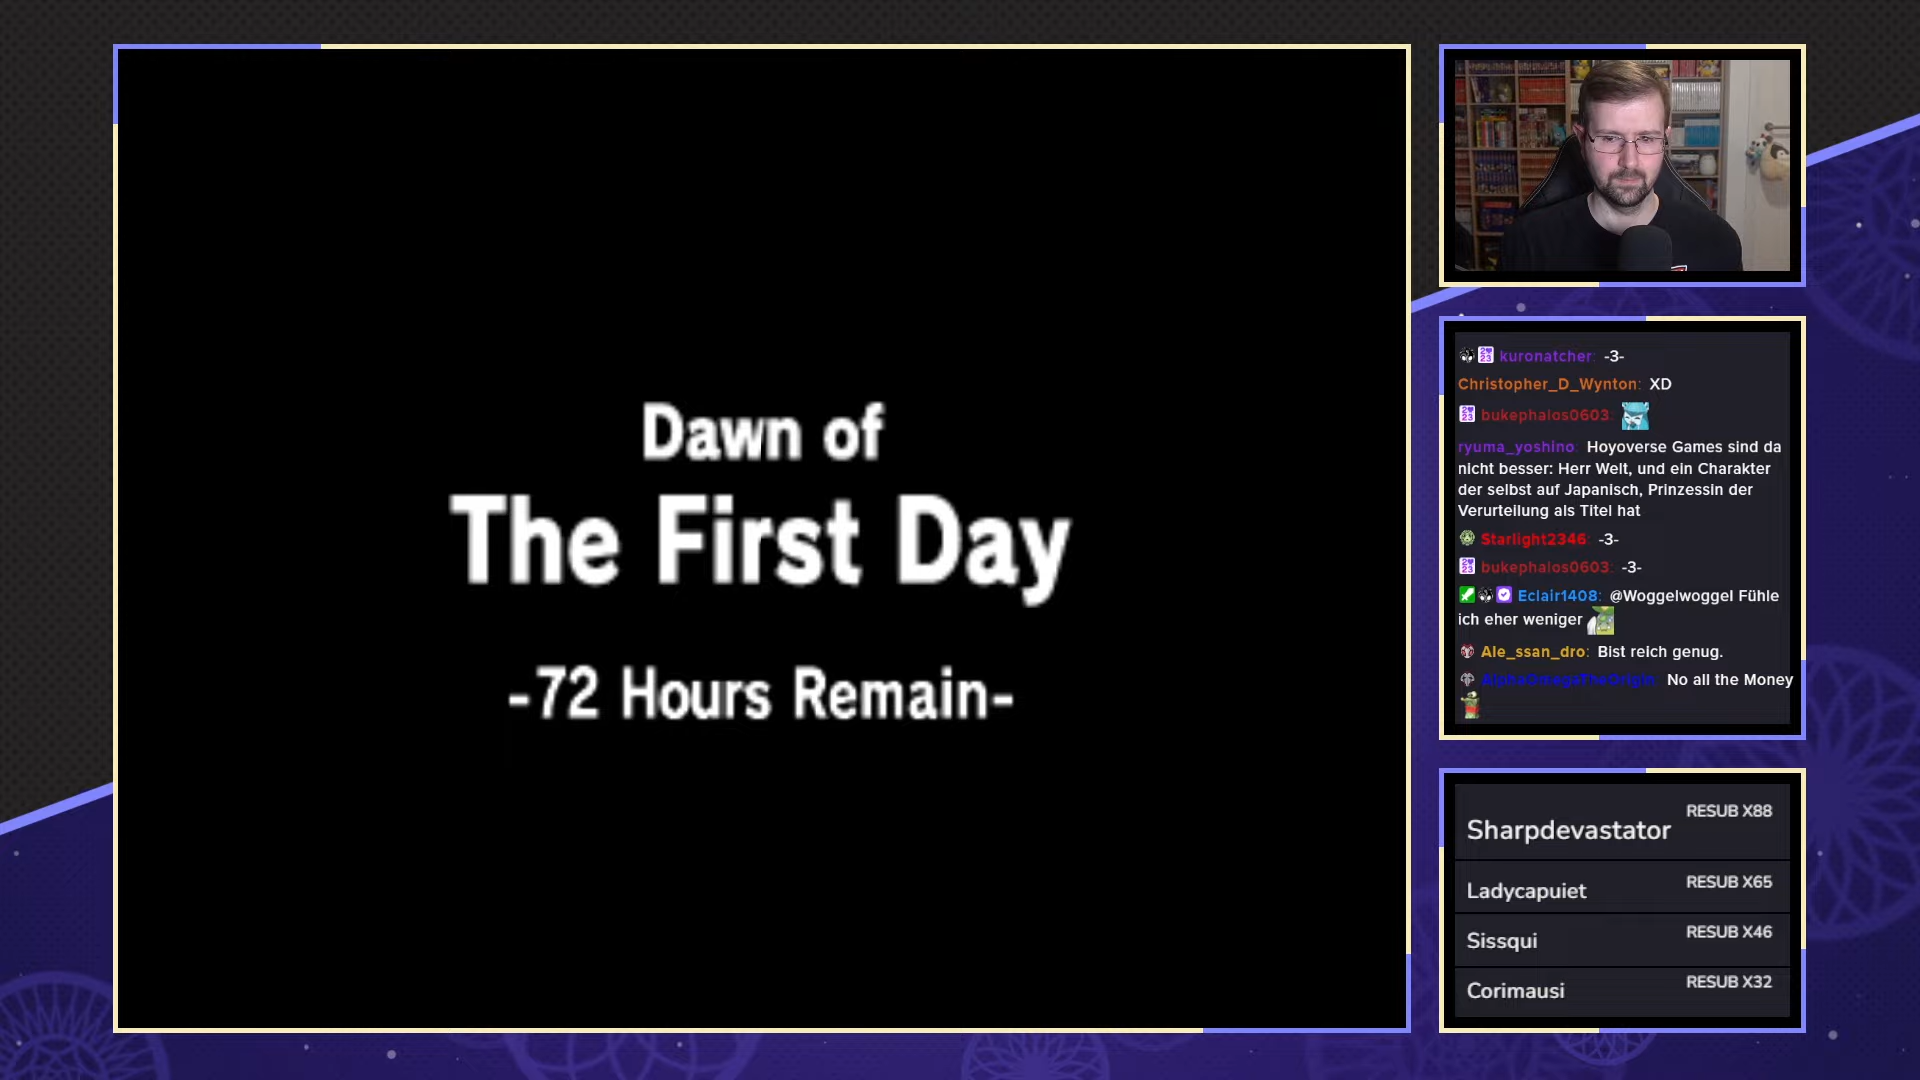 Dawn of
The First Day
-72 Hours Remain-
kuronatcher: -3-
Christopher_D_Wynton: XD
bukephalos0603:
ryuma_yoshino: Hoyoverse Games sind da
nicht besser: Herr Welt, und ein Charakter
der selbst auf Japanisch, Prinzessin der
Verurteilung als Titel hat
Starlight2346: -3-
bukephalos0603: -3-
Eclair1408: @Woggelwoggel Fühle
ich eher weniger
Ale_ssan_dro: Bist reich genug.
AlphaOmegaTheOrigin: No all the Money
Sharpdevastator RESUB X88
Ladycapuiet RESUB X65
Sissqui RESUB X46
Corimausi RESUB X32